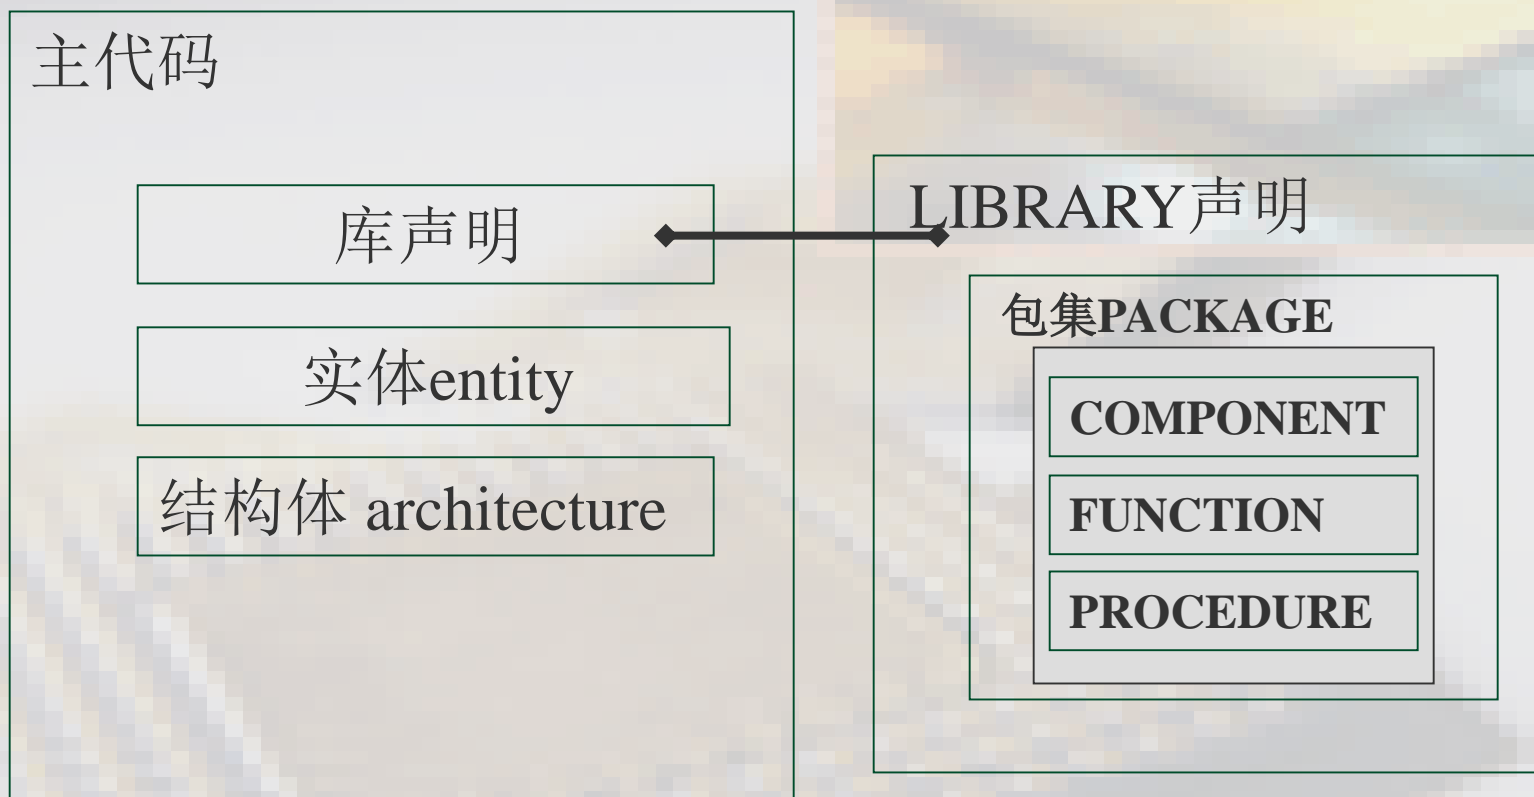 主代码
库声明
实体entity
结构体 architecture
LIBRARY声明
包集PACKAGE
COMPONENT
FUNCTION
PROCEDURE